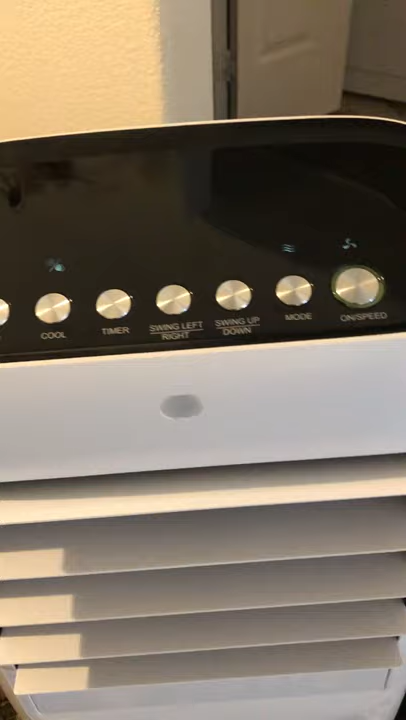 COOL
TIMER
SWING LEFT
RIGHT
SWING UP
DOWN
MODE
ON/SPEED